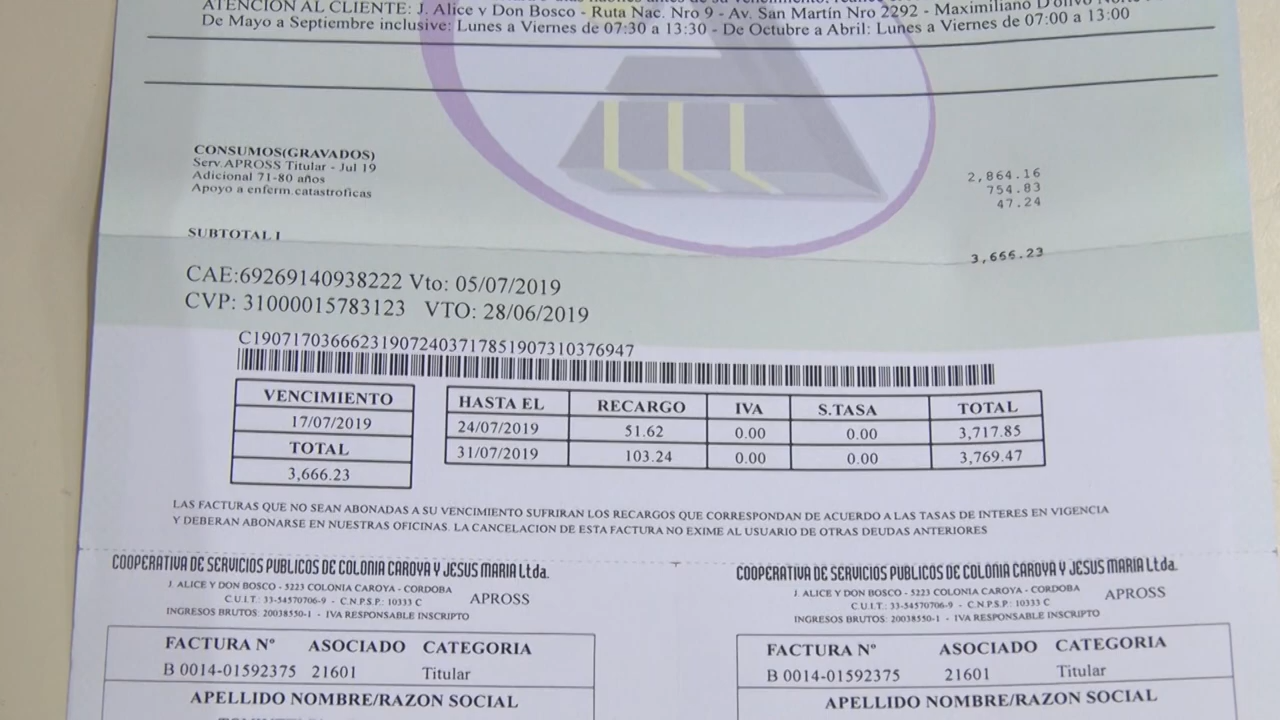 ATENCION AL CLIENTE: J. Alice y Don Bosco - Ruta Nac. Nro 9 - Av. San Martín Nro 2292 - Maximiliano D'Olivo
De Mayo a Septiembre inclusive: Lunes a Viernes de 07:30 a 13:30 - De Octubre a Abril: Lunes a Viernes de 07:00 a 13:00
CONSUMOS(GRAVADOS)
Serv.APROSS Titular - Jul 19 2,864.16
Adicional 71-80 años 754.83
Apoyo a enferm.catastroficas 47.24
SUBTOTAL I 3,666.23
CAE:69269140938222 Vto: 05/07/2019
CVP: 31000015783123 VTO: 28/06/2019
C19071703666231907240371785190731037 6947
VENCIMIENTO
17/07/2019
TOTAL
3,666.23
HASTA EL RECARGO IVA S.TASA TOTAL
24/07/2019 51.62 0.00 0.00 3,717.85
31/07/2019 103.24 0.00 0.00 3,769.47
LAS FACTURAS QUE NO SEAN ABONADAS A SU VENCIMIENTO SUFRIRAN LOS RECARGOS QUE CORRESPONDAN DE ACUERDO A LAS TASAS DE INTERES EN VIGENCIA
Y DEBERAN ABONARSE EN NUESTRAS OFICINAS. LA CANCELACION DE ESTA FACTURA NO EXIME AL USUARIO DE OTRAS DEUDAS ANTERIORES
COOPERATIVA DE SERVICIOS PUBLICOS DE COLONIA CAROYA Y JESUS MARIA Ltda.
J. ALICE Y DON BOSCO - 5223 COLONIA CAROYA - CORDOBA
C.U.I.T.: 33-54570706-9 - C.N.P.S.P.: 10333 C APROSS
INGRESOS BRUTOS: 20038550-1 - IVA RESPONSABLE INSCRIPTO
FACTURA Nº ASOCIADO CATEGORIA
B 0014-01592375 21601 Titular
APELLIDO NOMBRE/RAZON SOCIAL
COOPERATIVA DE SERVICIOS PUBLICOS DE COLONIA CAROYA Y JESUS MARIA Ltda.
J. ALICE Y DON BOSCO - 5223 COLONIA CAROYA - CORDOBA
C.U.I.T.: 33-54570706-9 - C.N.P.S.P.: 10333 C APROSS
INGRESOS BRUTOS: 20038550-1 - IVA RESPONSABLE INSCRIPTO
FACTURA Nº ASOCIADO CATEGORIA
B 0014-01592375 21601 Titular
APELLIDO NOMBRE/RAZON SOCIAL